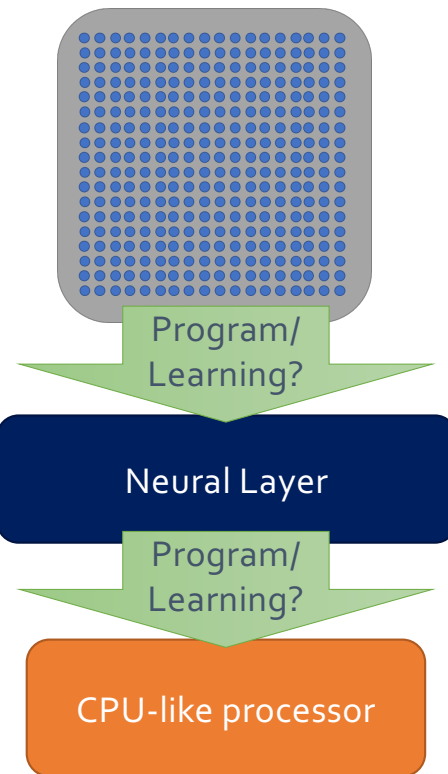 Program/
Learning?
Neural Layer
Program/
Learning?
CPU-like processor